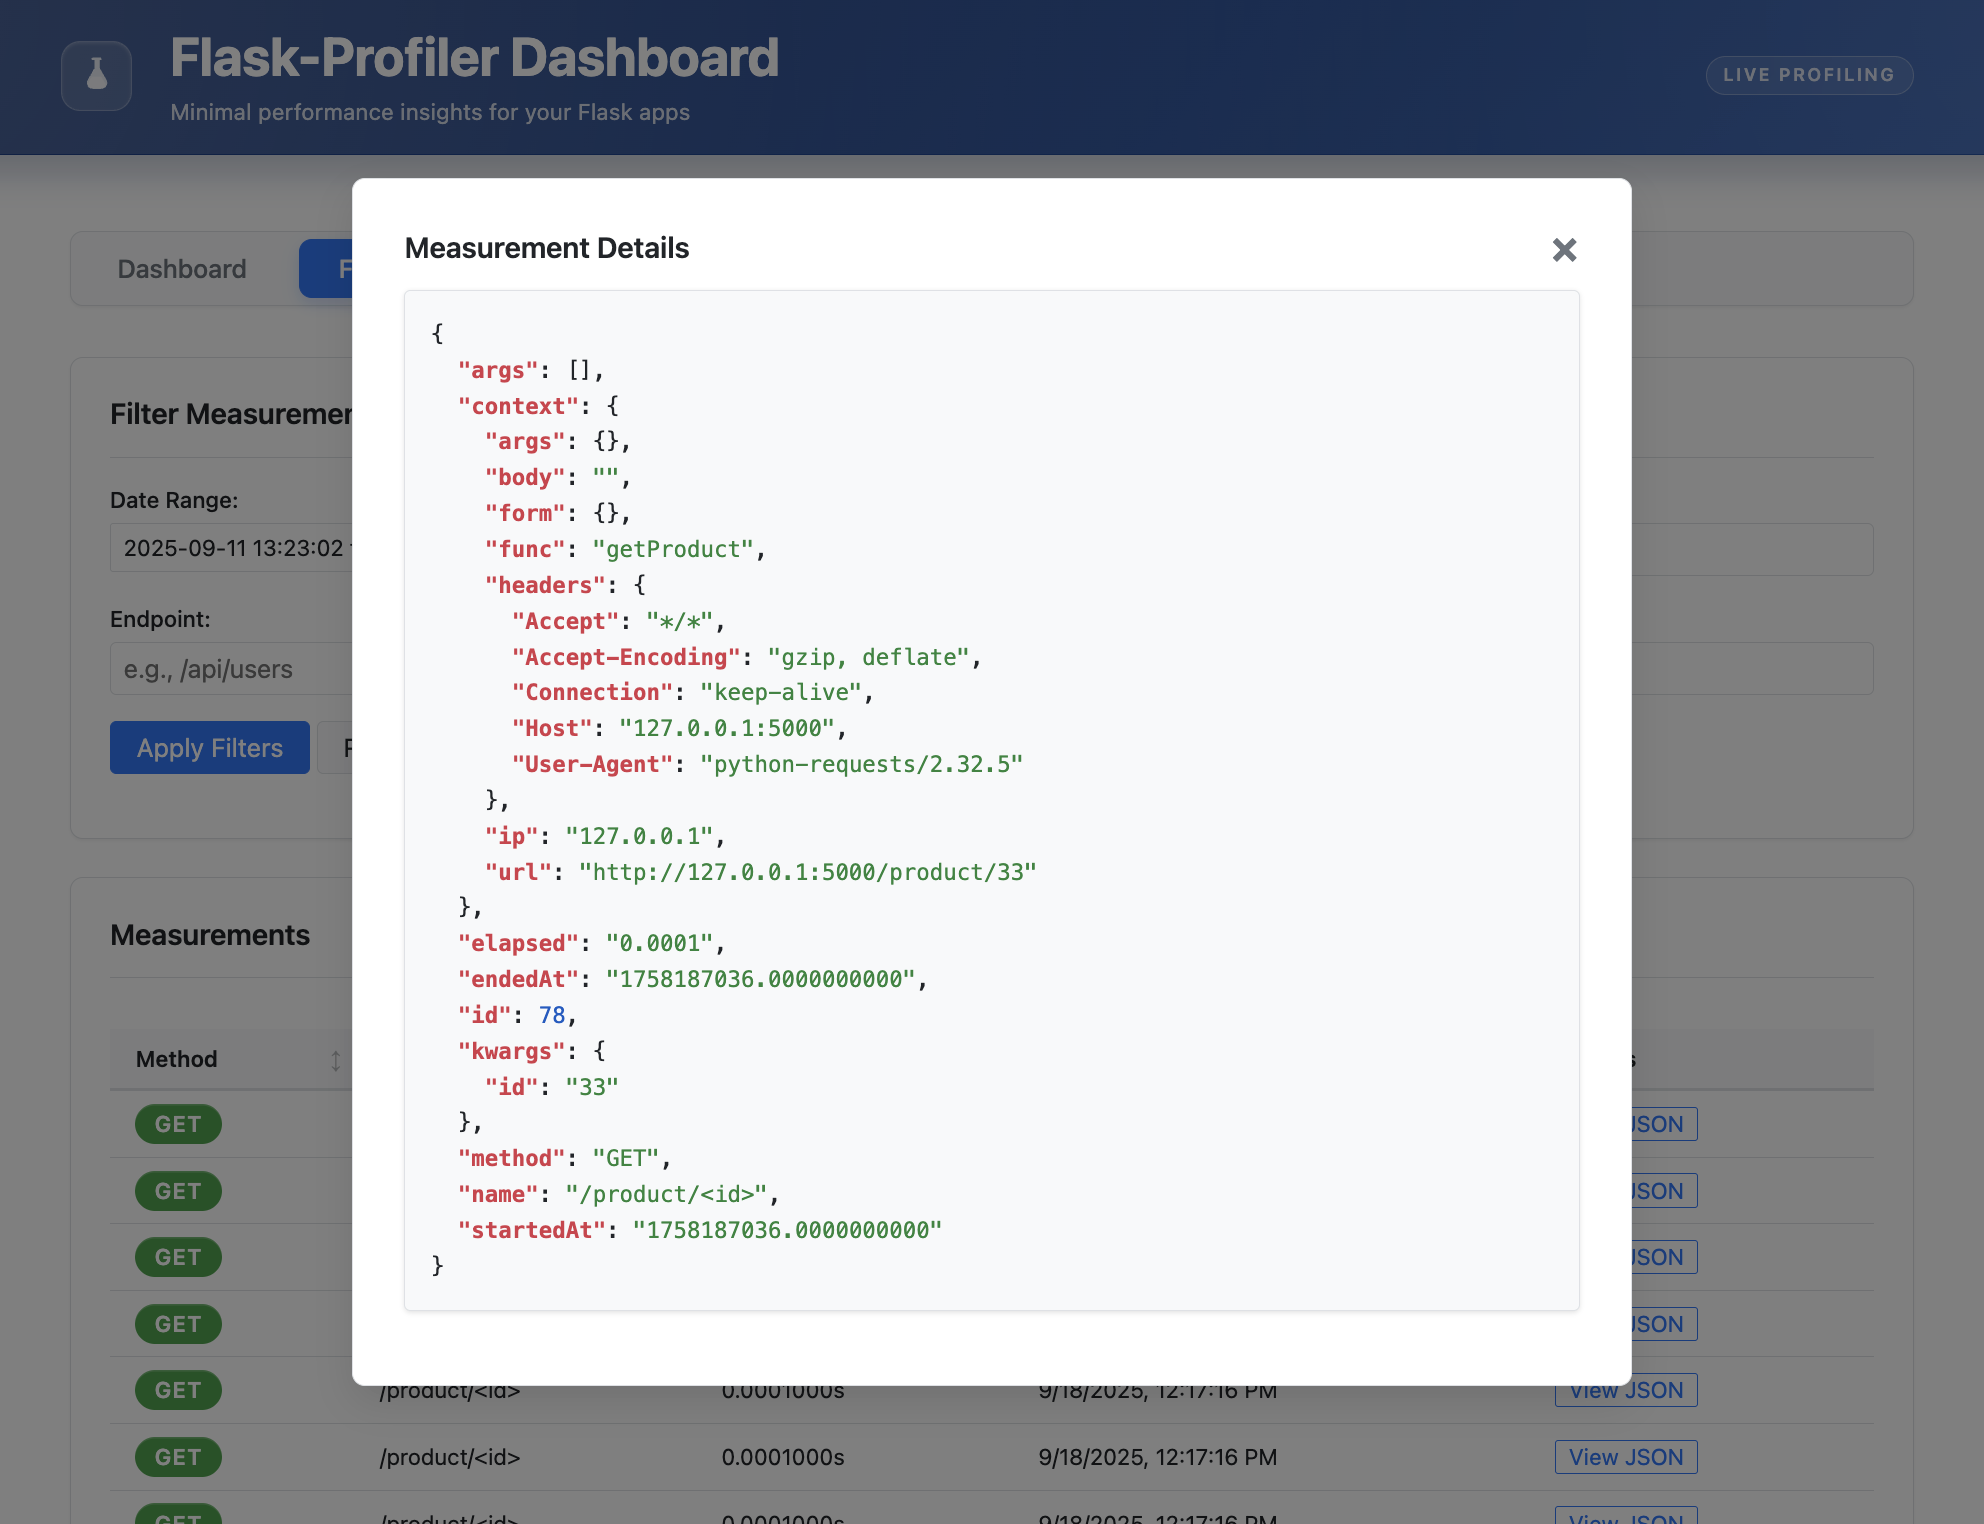 Flask-Profiler Dashboard
Minimal performance insights for your Flask apps
LIVE PROFILING
Dashboard
F
Filter Measuremen
Date Range:
2025-09-11 13:23:02
Endpoint:
e.g., /api/users
Apply Filters
Measurements
Method
s
GET
JSON
GET
JSON
GET
JSON
GET
JSON
GET /product/<id> 0.0001000s 9/18/2025, 12:17:16 PM View JSON
GET /product/<id> 0.0001000s 9/18/2025, 12:17:16 PM View JSON
GET /product/<id> 0.0001000s 9/18/2025, 12:17:16 PM View JSON
Measurement Details
{
"args": [],
"context": {
"args": {},
"body": "",
"form": {},
"func": "getProduct",
"headers": {
"Accept": "*/*",
"Accept-Encoding": "gzip, deflate",
"Connection": "keep-alive",
"Host": "127.0.0.1:5000",
"User-Agent": "python-requests/2.32.5"
},
"ip": "127.0.0.1",
"url": "http://127.0.0.1:5000/product/33"
},
"elapsed": "0.0001",
"endedAt": "1758187036.0000000000",
"id": 78,
"kwargs": {
"id": "33"
},
"method": "GET",
"name": "/product/<id>",
"startedAt": "1758187036.0000000000"
}